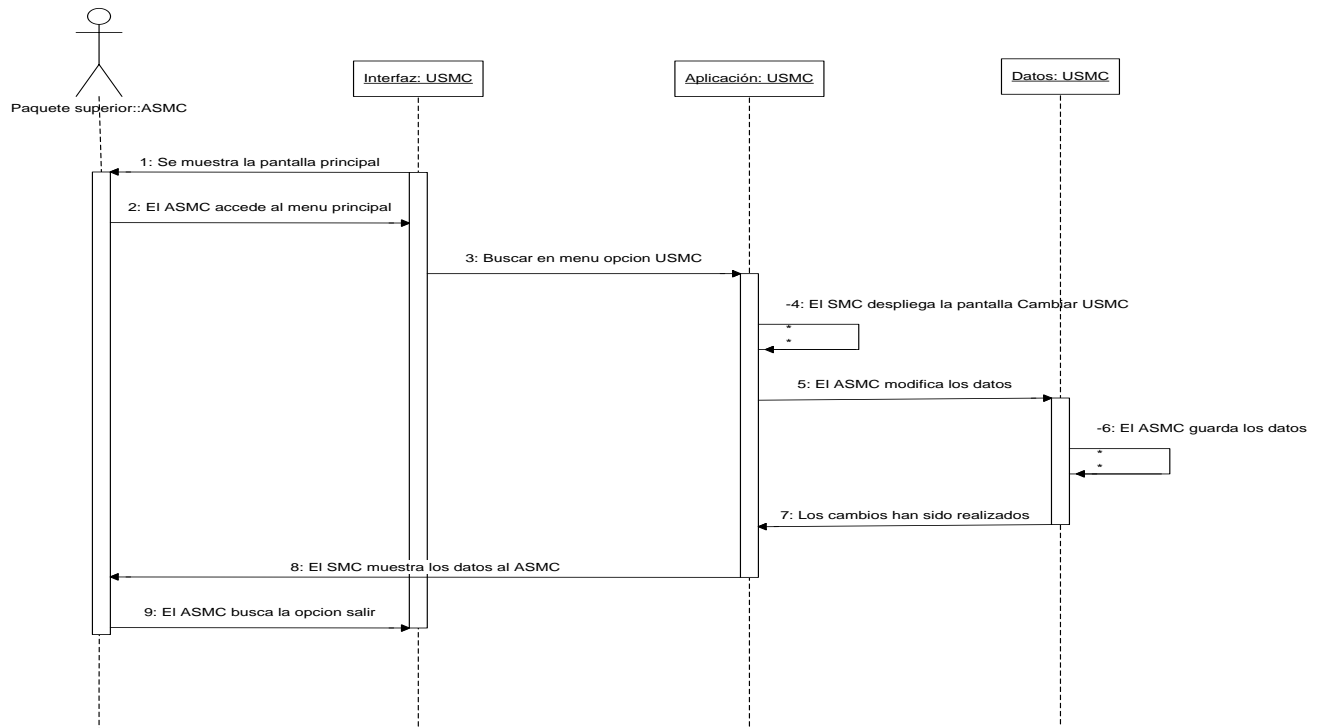 Interfaz: USMC
Aplicación: USMC
Datos: USMC
Paquete superior::ASMC
1: Se muestra la pantalla principal
2: El ASMC accede al menu principal
3: Buscar en menu opcion USMC
-4: El SMC despliega la pantalla Cambiar USMC
*
*
5: El ASMC modifica los datos
-6: El ASMC guarda los datos
*
*
7: Los cambios han sido realizados
8: El SMC muestra los datos al ASMC
9: El ASMC busca la opcion salir